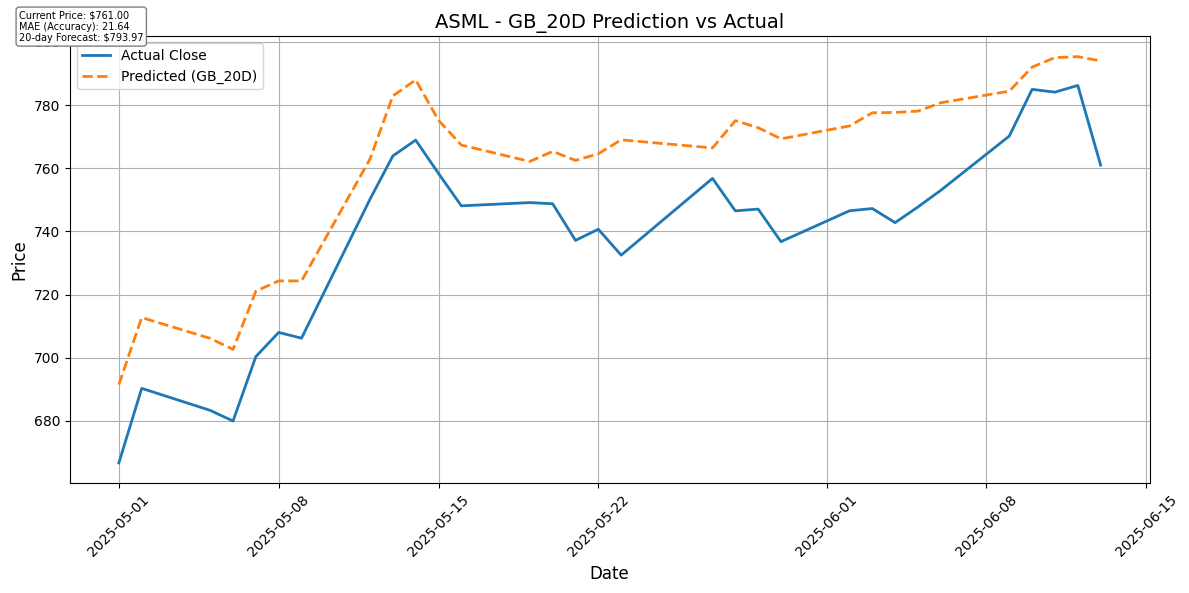 ASML - GB_20D Prediction vs Actual
Current Price: $761.00
MAE (Accuracy): 21.64
20-day Forecast: $793.97
Actual Close
Predicted (GB_20D)
780
760
740
720
700
680
Price
2025-05-01
2025-05-08
2025-05-15
2025-05-22
2025-06-01
2025-06-08
2025-06-15
Date